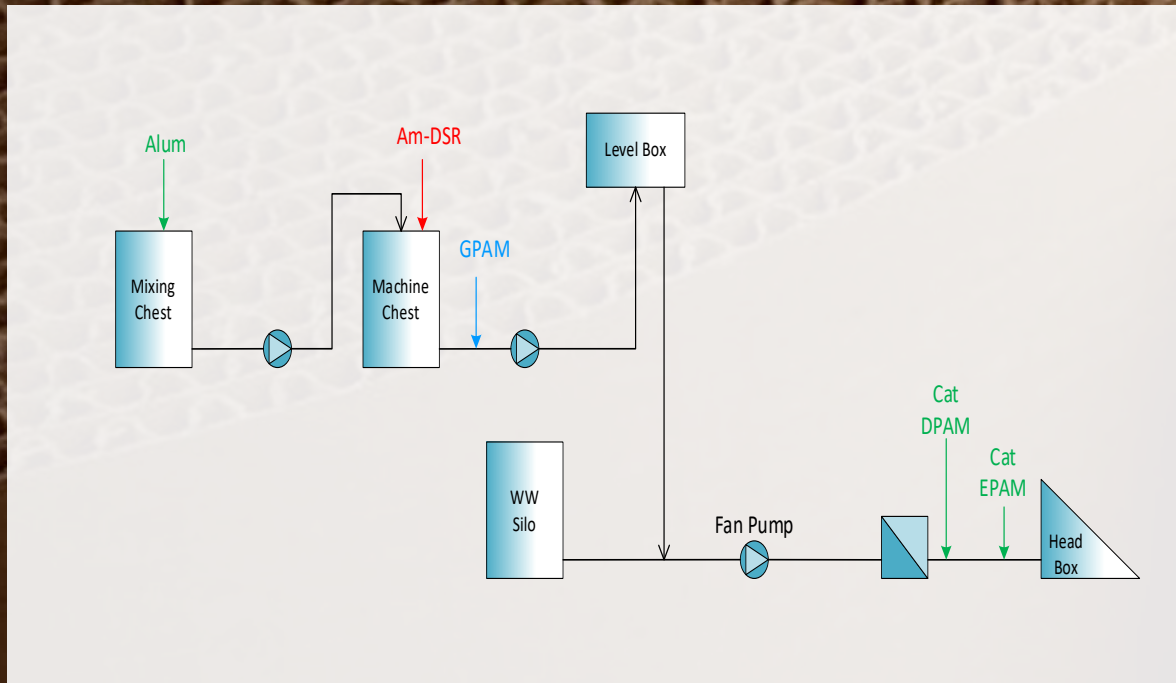 Alum
Am-DSR
Level Box
GPAM
Mixing
Chest
Machine
Chest
Cat
DPAM
Cat
EPAM
WW
Silo
Fan Pump
Head
Box